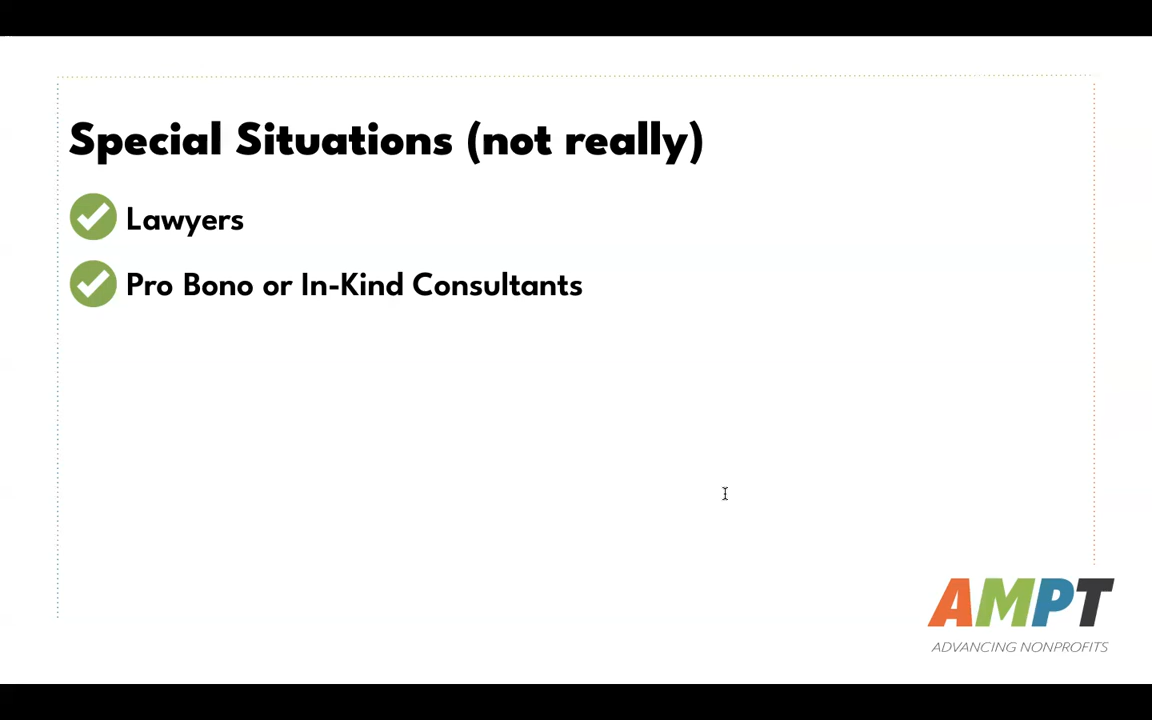 Special Situations (not really)
Lawyers
Pro Bono or In-Kind Consultants
AMPT
ADVANCING NONPROFITS